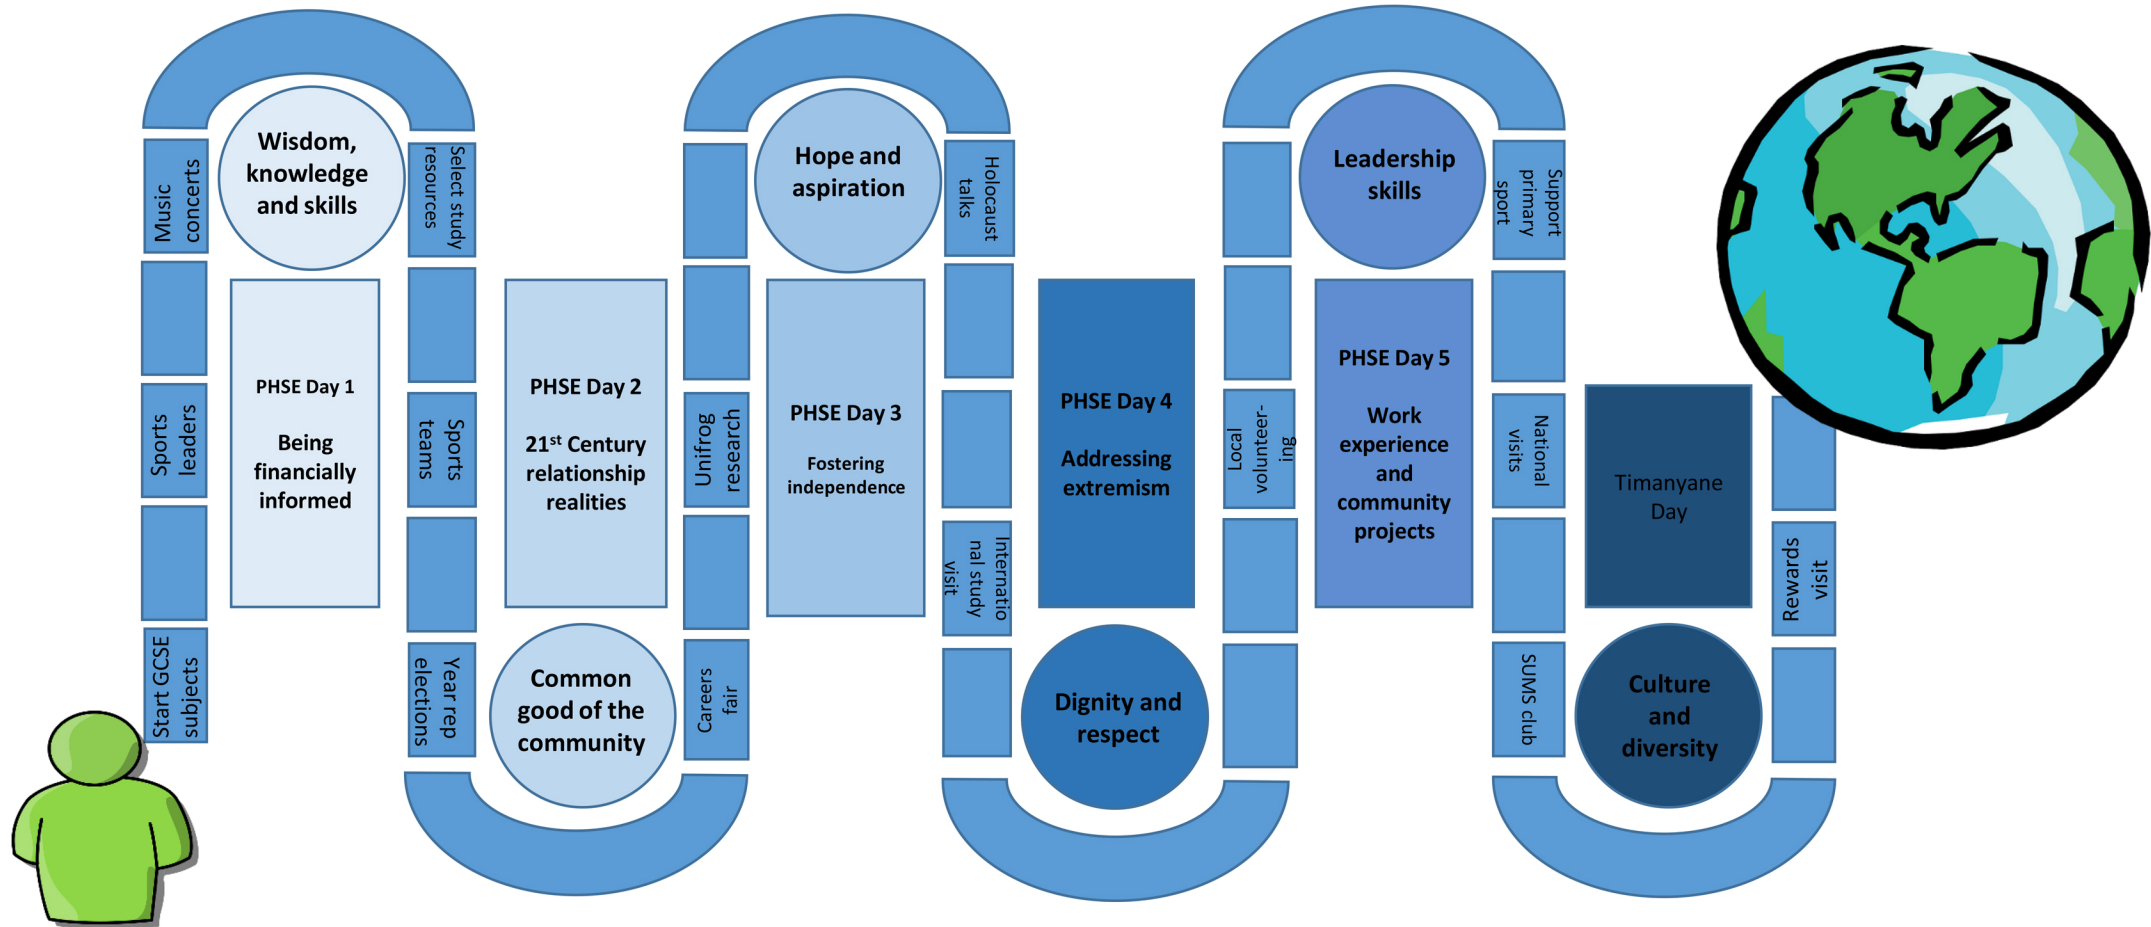 Start GCSE
subjects
Sports
leaders
Music
concerts
Wisdom,
knowledge
and skills
PHSE Day 1
Being
financially
informed
Select study
resources
Sports
teams
Year rep
elections
PHSE Day 2
21st Century
relationship
realities
Common
good of the
community
Careers
fair
Unifrog
research
Hope and
aspiration
PHSE Day 3
Fostering
independence
Holocaust
talks
Internatio
nal study
visit
PHSE Day 4
Addressing
extremism
Dignity and
respect
Local
volunteer-
ing
Leadership
skills
PHSE Day 5
Work
experience
and
community
projects
Support
primary
sport
National
visits
SUMS club
Timanyane
Day
Culture
and
diversity
Rewards
visit